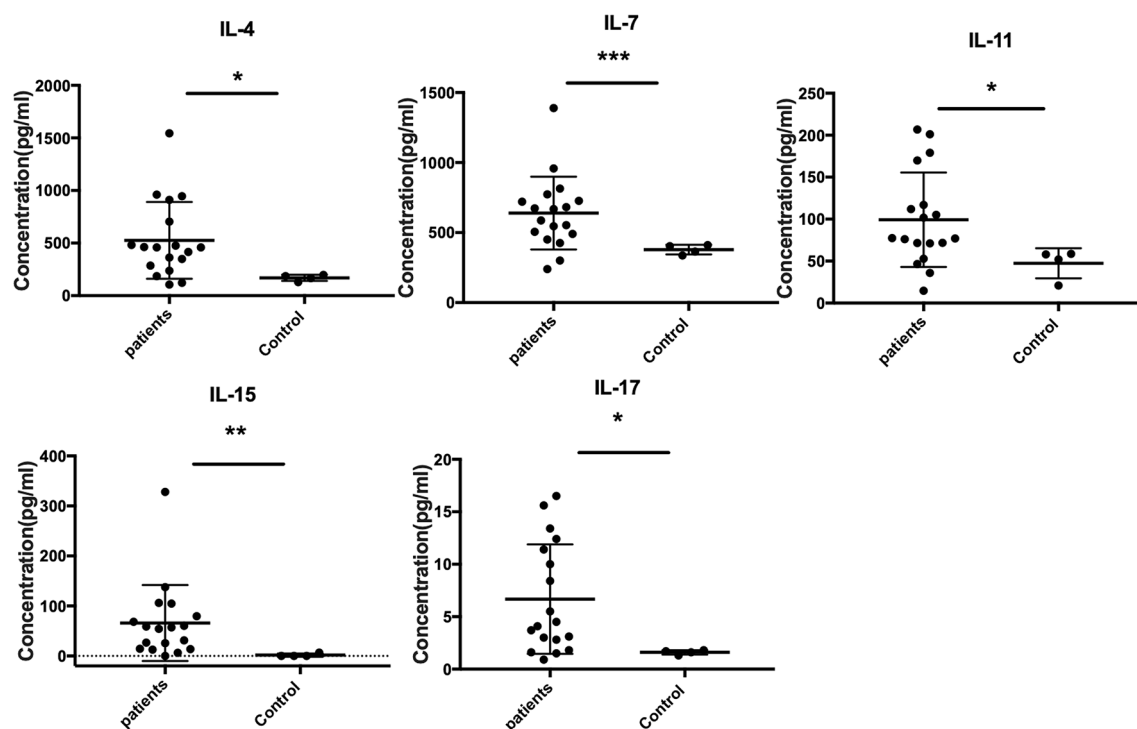 IL-4
*
Concentration(pg/ml)
2000
1500
1000
500
0
patients
Control
IL-7
***
Concentration(pg/ml)
1500
1000
500
0
patients
Control
IL-11
*
Concentration(pg/ml)
250
200
150
100
50
0
patients
Control
IL-15
**
Concentration(pg/ml)
400
300
200
100
0
patients
Control
IL-17
*
Concentration(pg/ml)
20
15
10
5
0
patients
Control